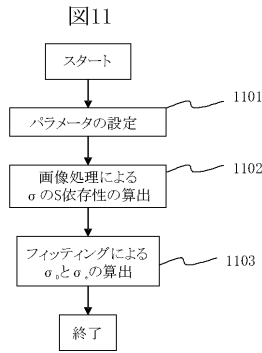 図11
スタート
パラメータの設定
1101
画像処理による
σのS依存性の算出
1102
フィッティングによる
σ₀とσₑの算出
1103
終了